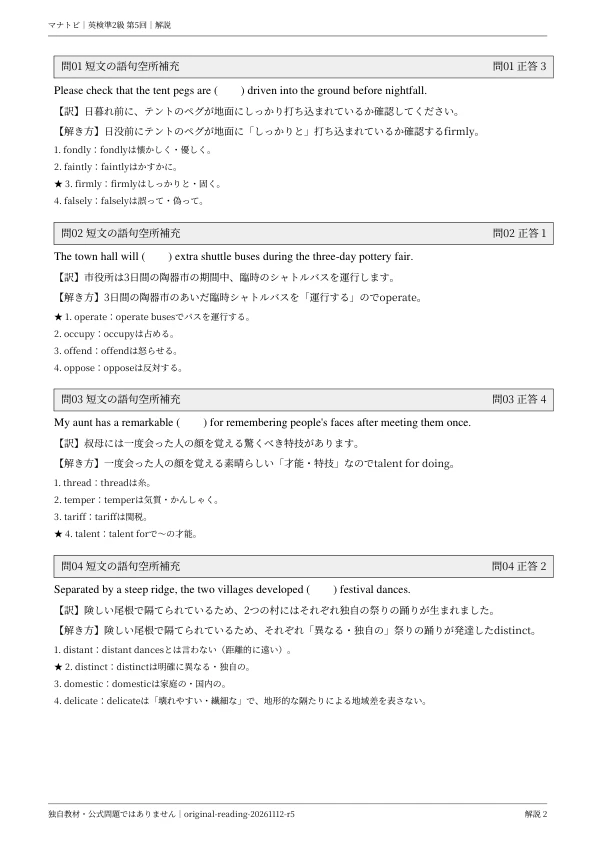 マナトビ｜英検準2級 第5回｜解説
問01 短文の語句空所補充 問01 正答 3
Please check that the tent pegs are (　　) driven into the ground before nightfall.
【訳】日暮れ前に、テントのペグが地面にしっかり打ち込まれているか確認してください。
【解き方】日没前にテントのペグが地面に「しっかりと」打ち込まれているか確認するfirmly。
1. fondly：fondlyは懐かしく・優しく。
2. faintly：faintlyはかすかに。
★ 3. firmly：firmlyはしっかりと・固く。
4. falsely：falselyは誤って・偽って。
問02 短文の語句空所補充 問02 正答 1
The town hall will (　　) extra shuttle buses during the three-day pottery fair.
【訳】市役所は3日間の陶器市の期間中、臨時のシャトルバスを運行します。
【解き方】3日間の陶器市のあいだ臨時シャトルバスを「運行する」のでoperate。
★ 1. operate：operate busesでバスを運行する。
2. occupy：occupyは占める。
3. offend：offendは怒らせる。
4. oppose：opposeは反対する。
問03 短文の語句空所補充 問03 正答 4
My aunt has a remarkable (　　) for remembering people's faces after meeting them once.
【訳】叔母には一度会った人の顔を覚える驚くべき特技があります。
【解き方】一度会った人の顔を覚える素晴らしい「才能・特技」なのでtalent for doing。
1. thread：threadは糸。
2. temper：temperは気質・かんしゃく。
3. tariff：tariffは関税。
★ 4. talent：talent forで〜の才能。
問04 短文の語句空所補充 問04 正答 2
Separated by a steep ridge, the two villages developed (　　) festival dances.
【訳】険しい尾根で隔てられているため、2つの村にはそれぞれ独自の祭りの踊りが生まれました。
【解き方】険しい尾根で隔てられているため、それぞれ「異なる・独自の」祭りの踊りが発達したdistinct。
1. distant：distant dancesとは言わない（距離的に遠い）。
★ 2. distinct：distinctは明確に異なる・独自の。
3. domestic：domesticは家庭の・国内の。
4. delicate：delicateは「壊れやすい・繊細な」で、地形的な隔たりによる地域差を表さない。
独自教材・公式問題ではありません｜original-reading-20261112-r5 解説 2